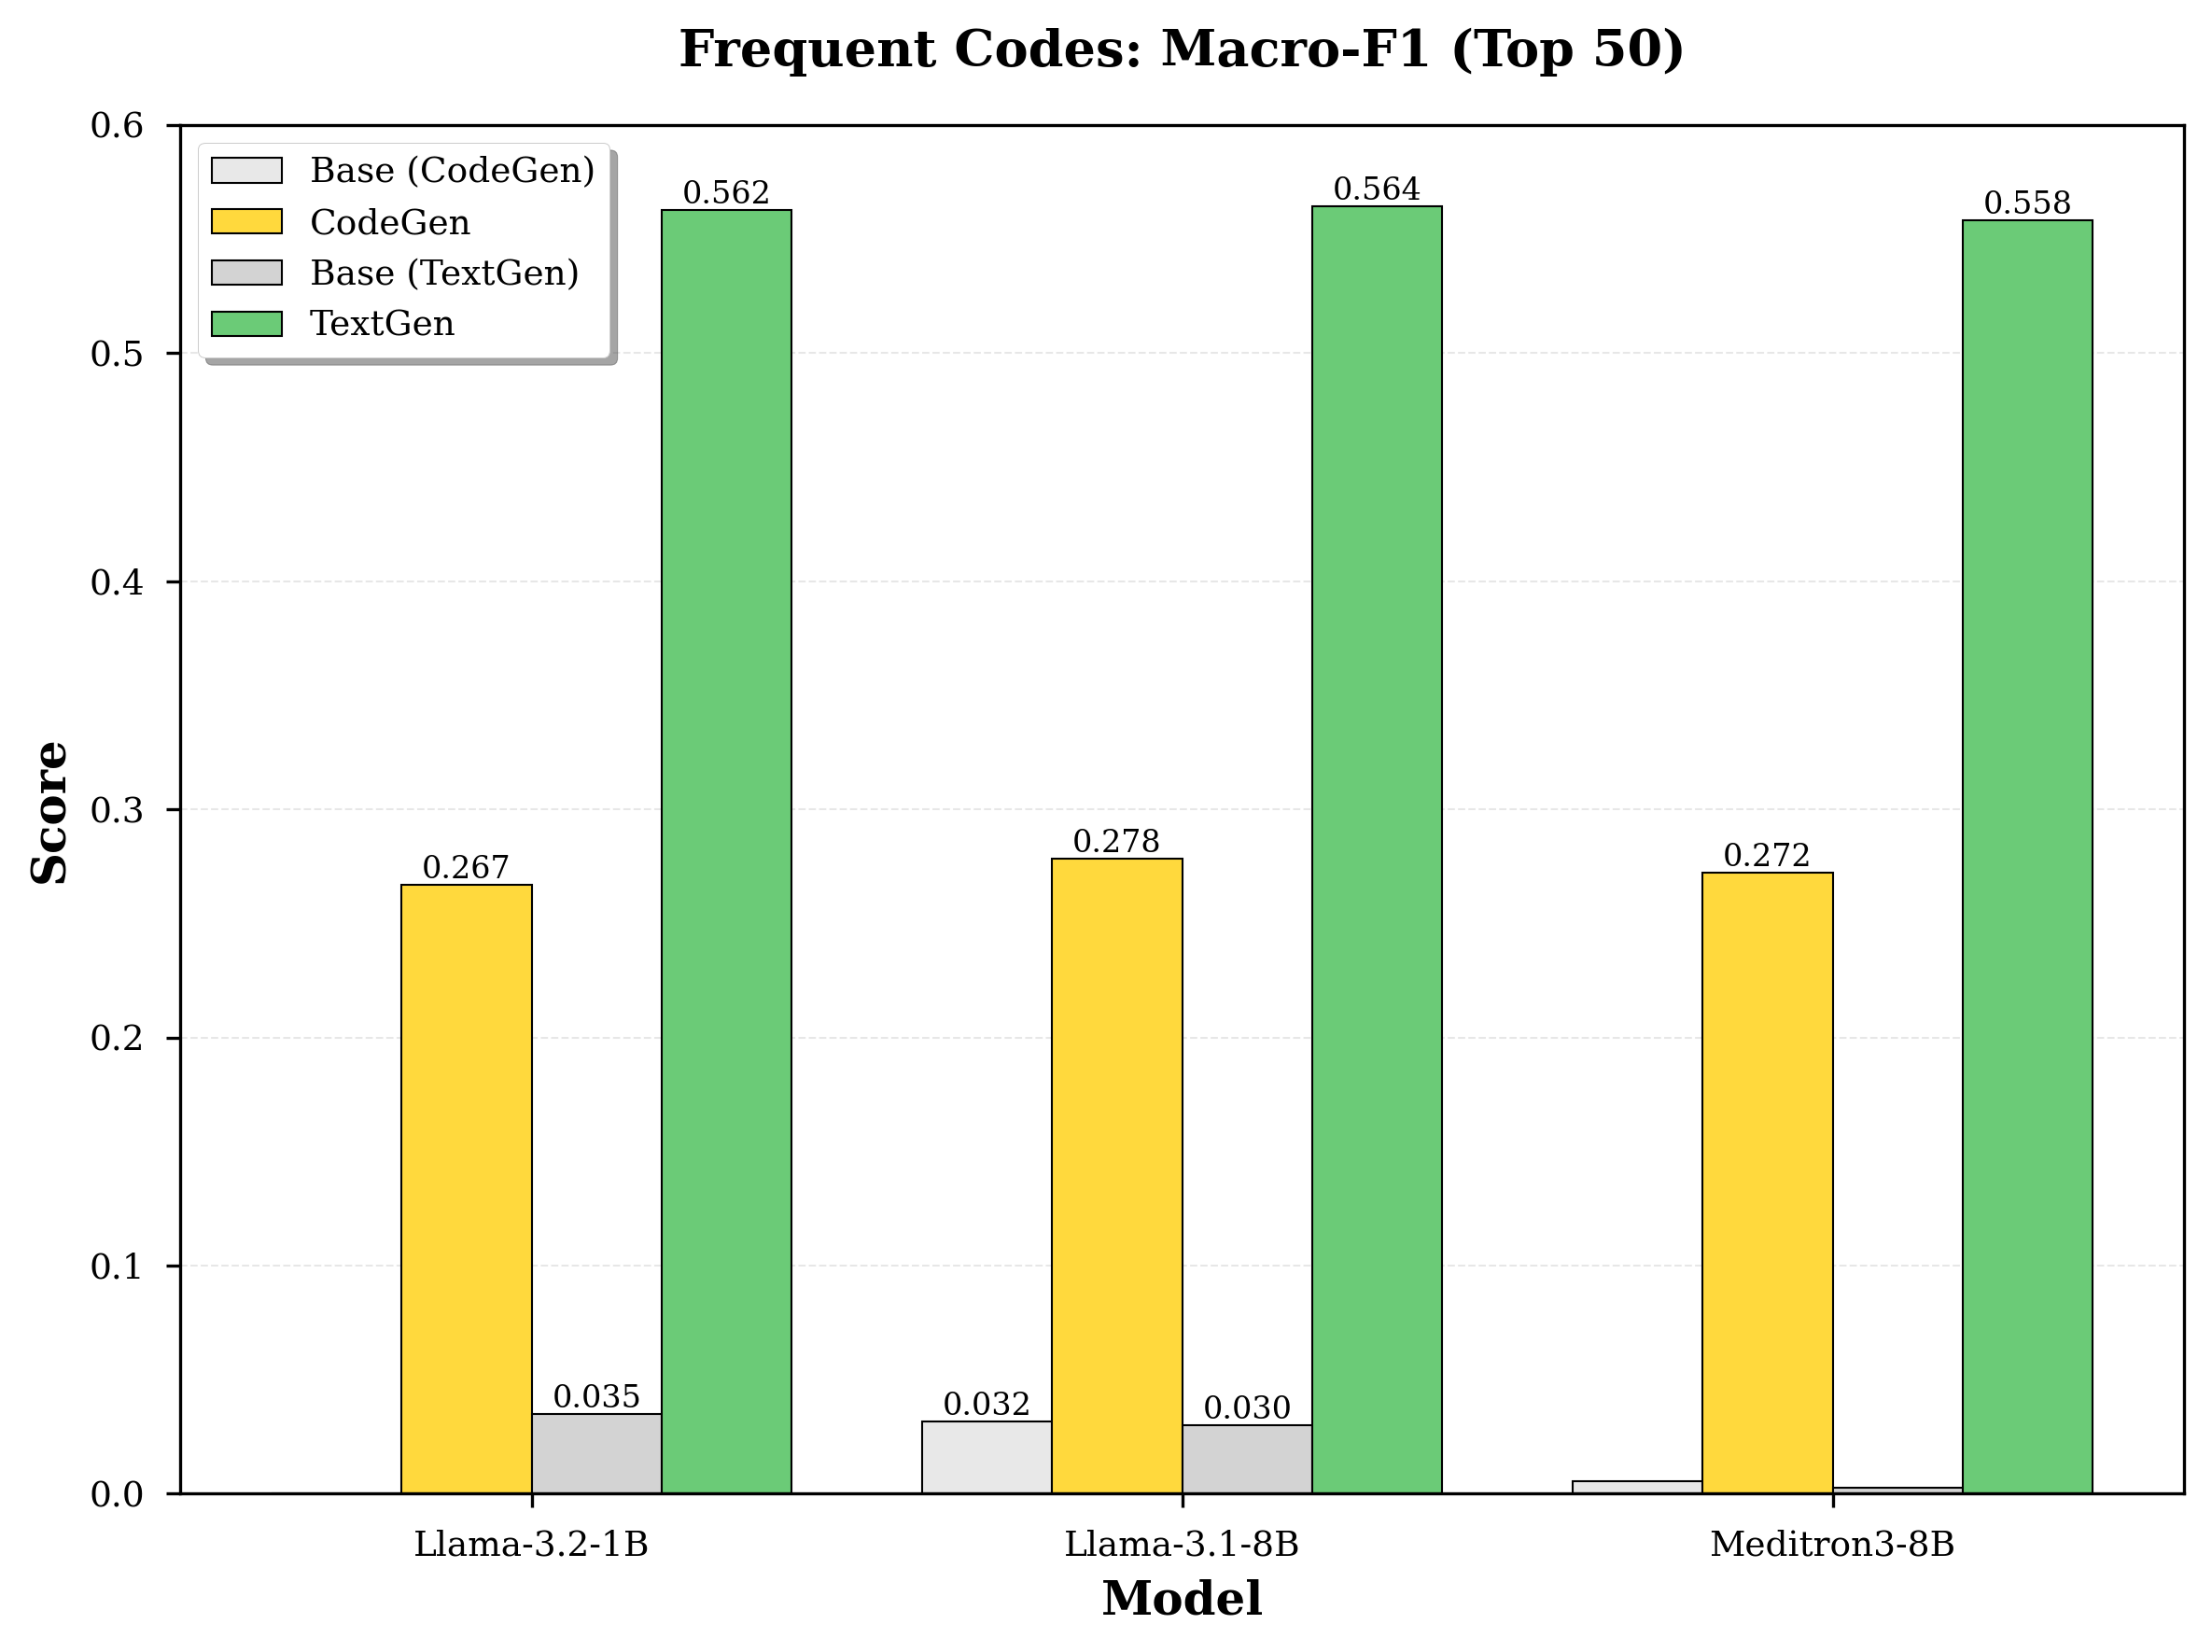 Frequent Codes: Macro-F1 (Top 50)
0.6
0.5
0.4
0.3
0.2
0.1
0.0
Score
Base (CodeGen)
CodeGen
Base (TextGen)
TextGen
0.267
0.035
0.562
0.032
0.278
0.030
0.564
0.272
0.558
Llama-3.2-1B
Llama-3.1-8B
Meditron3-8B
Model